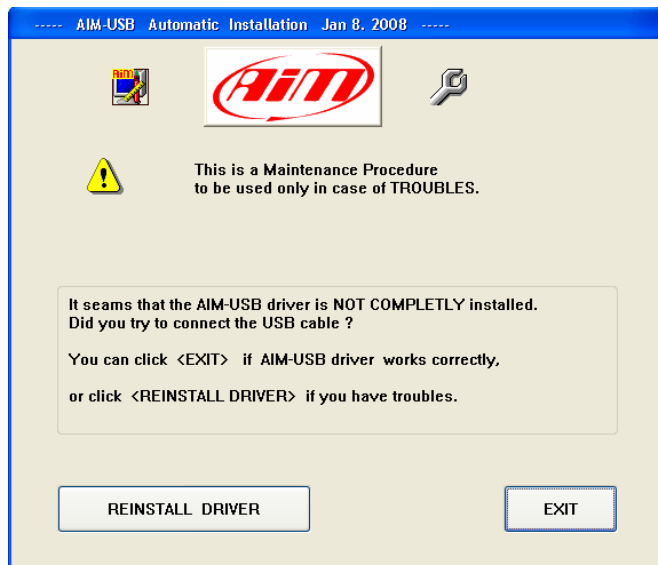 ----- AIM-USB Automatic Installation Jan 8. 2008 -----
AiM
AiM
This is a Maintenance Procedure
to be used only in case of TROUBLES.
It seams that the AIM-USB driver is NOT COMPLETLY installed.
Did you try to connect the USB cable ?
You can click <EXIT> if AIM-USB driver works correctly,
or click <REINSTALL DRIVER> if you have troubles.
REINSTALL DRIVER
EXIT